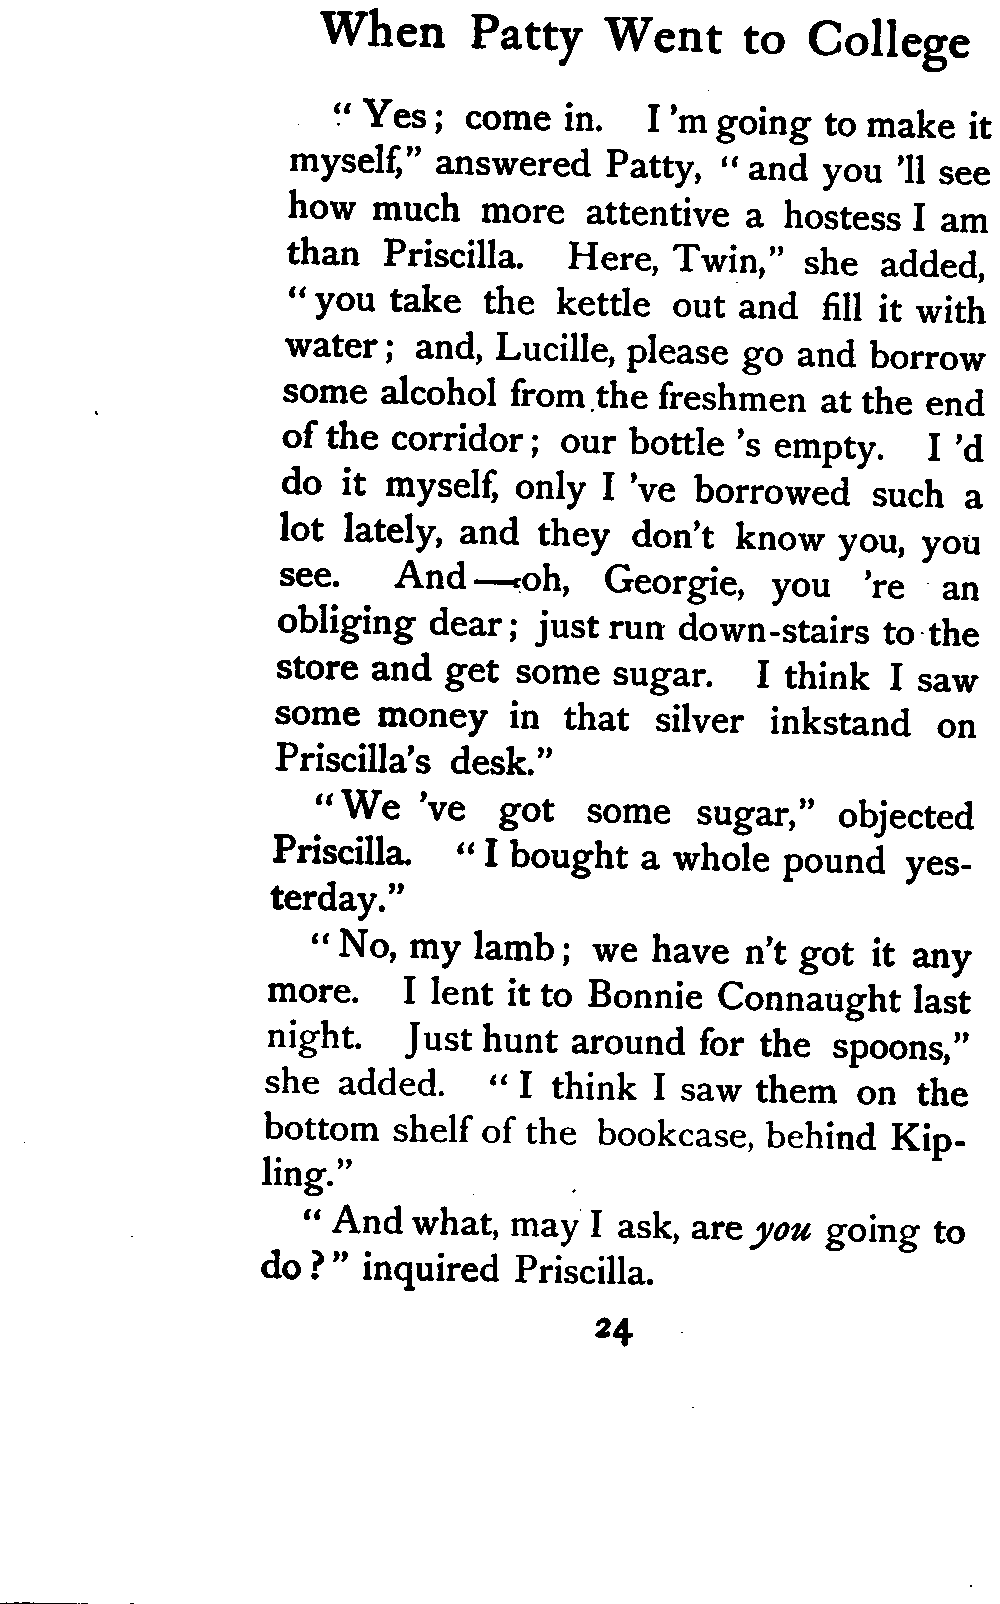 When Patty Went to College
“ Yes ; come in. I ’m going to make it
myself,” answered Patty, “ and you ’ll see
how much more attentive a hostess I am
than Priscilla. Here, Twin,” she added,
“ you take the kettle out and fill it with
water ; and, Lucille, please go and borrow
some alcohol from the freshmen at the end
of the corridor ; our bottle ’s empty. I ’d
do it myself, only I ’ve borrowed such a
lot lately, and they don’t know you, you
see. And—oh, Georgie, you ’re an
obliging dear ; just run down-stairs to the
store and get some sugar. I think I saw
some money in that silver inkstand on
Priscilla’s desk.”
“ We ’ve got some sugar,” objected
Priscilla. “ I bought a whole pound yes-
terday.”
“ No, my lamb ; we have n’t got it any
more. I lent it to Bonnie Connaught last
night. Just hunt around for the spoons,”
she added. “ I think I saw them on the
bottom shelf of the bookcase, behind Kip-
ling.”
“ And what, may I ask, are you going to
do ? ” inquired Priscilla.
24